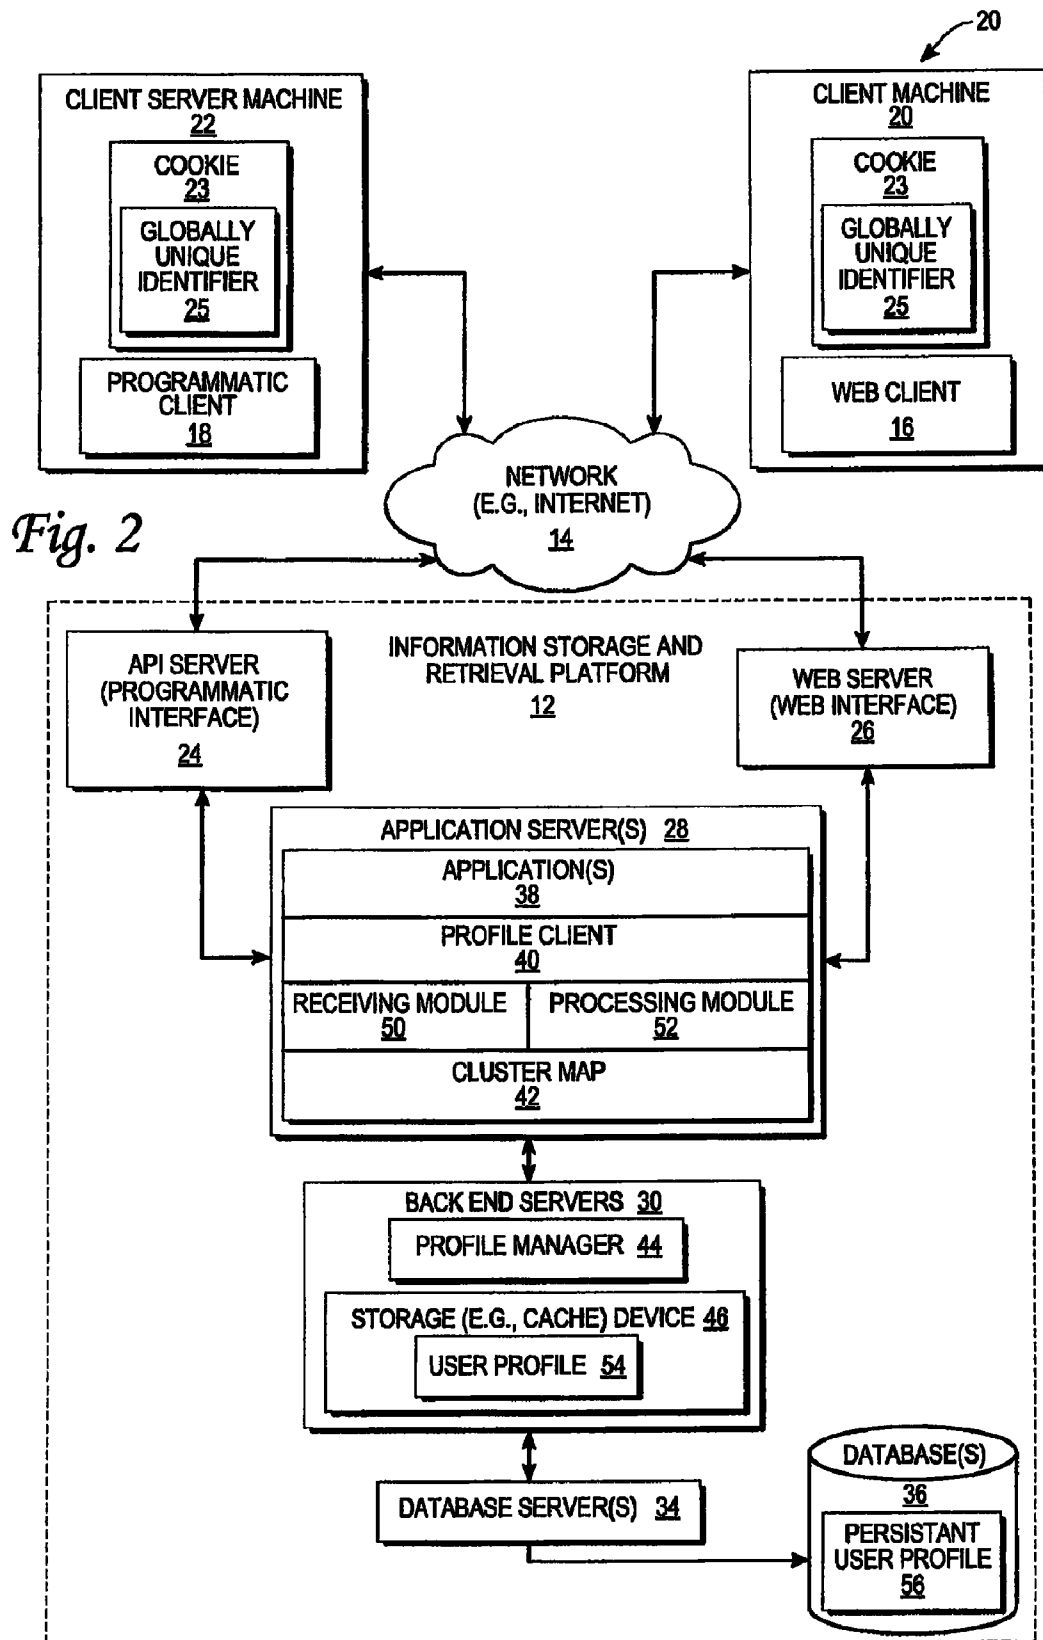 20
CLIENT SERVER MACHINE
22
COOKIE
23
GLOBALLY
UNIQUE
IDENTIFIER
25
PROGRAMMATIC
CLIENT
18
CLIENT MACHINE
20
COOKIE
23
GLOBALLY
UNIQUE
IDENTIFIER
25
WEB CLIENT
16
NETWORK
(E.G., INTERNET)
14
Fig. 2
API SERVER
(PROGRAMMATIC
INTERFACE)
24
INFORMATION STORAGE AND
RETRIEVAL PLATFORM
12
WEB SERVER
(WEB INTERFACE)
26
APPLICATION SERVER(S) 28
APPLICATION(S)
38
PROFILE CLIENT
40
RECEIVING MODULE
50
PROCESSING MODULE
52
CLUSTER MAP
42
BACK END SERVERS 30
PROFILE MANAGER 44
STORAGE (E.G., CACHE) DEVICE 46
USER PROFILE 54
DATABASE SERVER(S) 34
DATABASE(S)
36
PERSISTANT
USER PROFILE
56